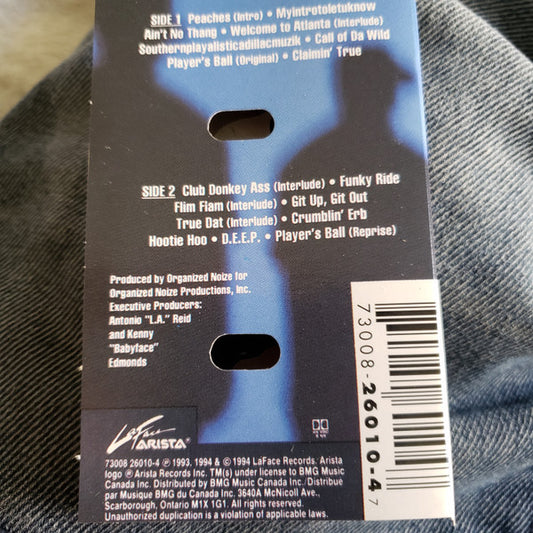 SIDE 1 Peaches (Intro) • Myintrotoletuknow
Ain't No Thang • Welcome to Atlanta (Interlude)
Southernplayalisticadillacmuzik • Call of Da Wild
Player's Ball (Original) • Claimin' True
SIDE 2 Club Donkey Ass (Interlude) • Funky Ride
Flim Flam (Interlude) • Git Up, Git Out
True Dat (Interlude) • Crumblin' Erb
Hootie Hoo • D.E.E.P. • Player's Ball (Reprise)
Produced by Organized Noize for
Organized Noize Productions, Inc.
Executive Producers:
Antonio "L.A." Reid
and Kenny
"Babyface"
Edmonds
73008-26010-4 7
LaFace
ARISTA
73008 26010-4 ℗ 1993, 1994 & © 1994 LaFace Records. Arista
logo ® Arista Records Inc. TM(s) under license to BMG Music
Canada Inc. Distributed by BMG Music Canada Inc./Distribué
par Musique BMG du Canada Inc. 3640A McNicoll Ave.,
Scarborough, Ontario M1X 1G1. All rights reserved.
Unauthorized duplication is a violation of applicable laws.